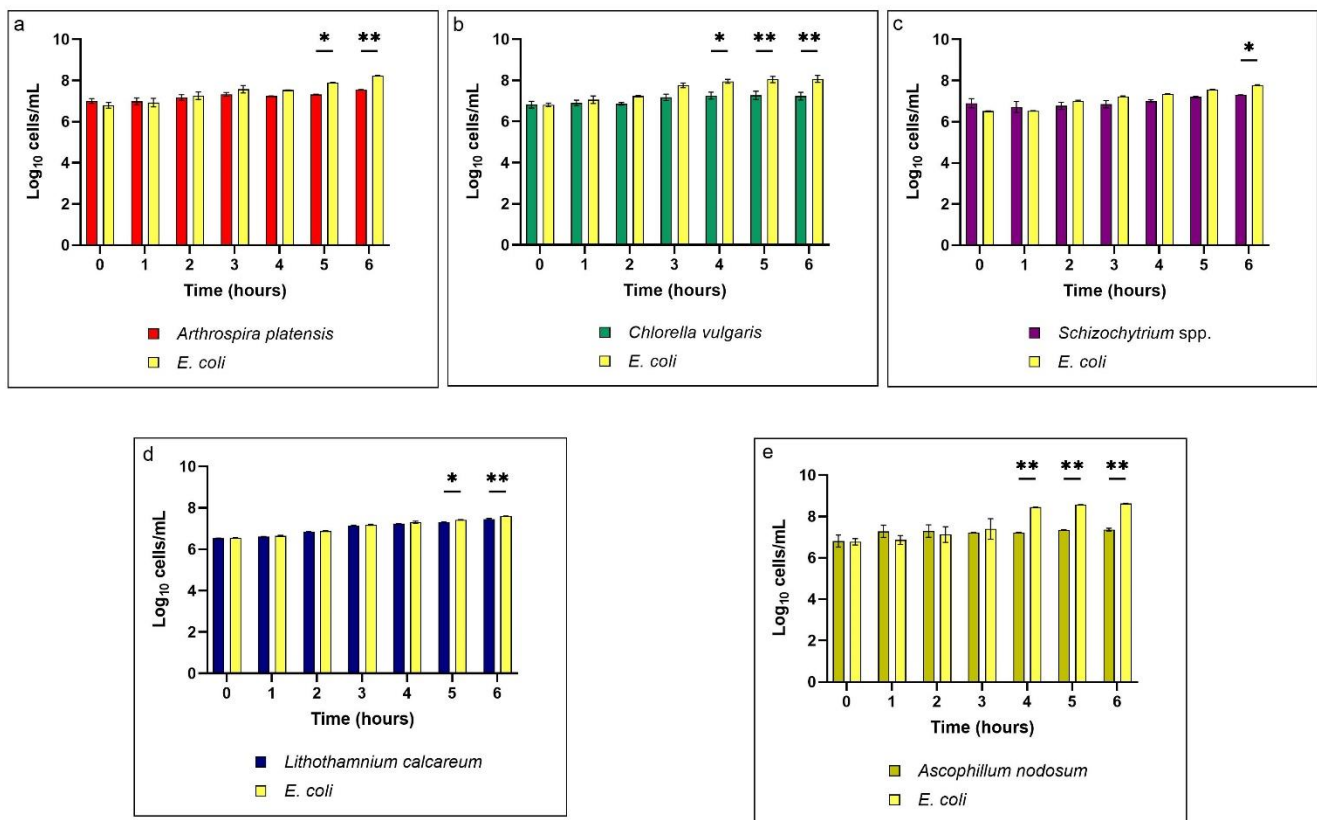 a
* **
10
8
6
4
2
0
Log₁₀ cells/mL
0 1 2 3 4 5 6
Time (hours)
Arthrospira platensis
E. coli
b
* ** **
10
8
6
4
2
0
Log₁₀ cells/mL
0 1 2 3 4 5 6
Time (hours)
Chlorella vulgaris
E. coli
c
*
10
8
6
4
2
0
Log₁₀ cells/mL
0 1 2 3 4 5 6
Time (hours)
Schizochytrium spp.
E. coli
d
* **
10
8
6
4
2
0
Log₁₀ cells/mL
0 1 2 3 4 5 6
Time (hours)
Lithothamnium calcareum
E. coli
e
** ** **
10
8
6
4
2
0
Log₁₀ cells/mL
0 1 2 3 4 5 6
Time (hours)
Ascophillum nodosum
E. coli